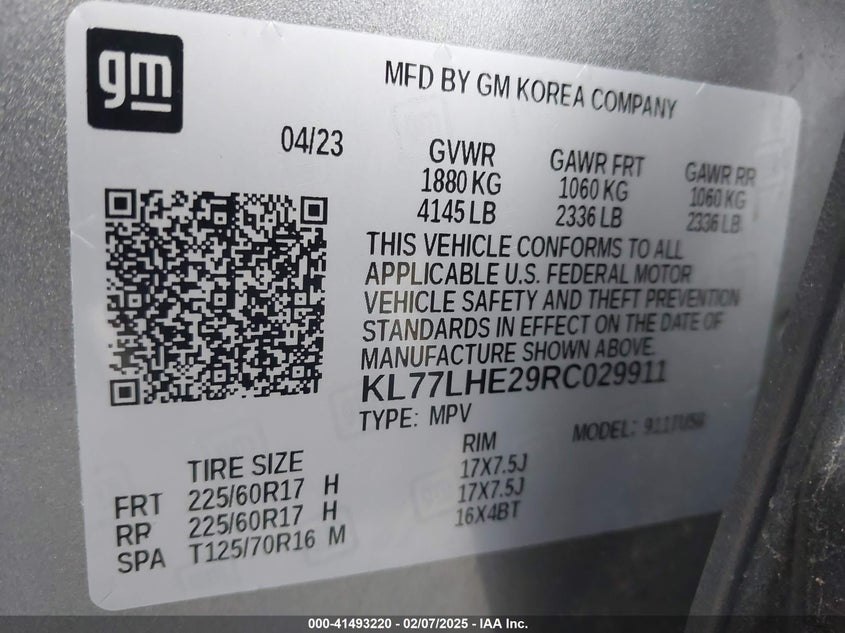 gm
MFD BY GM KOREA COMPANY
04/23
GVWR GAWR FRT GAWR RR
1880 KG 1060 KG 1060 KG
4145 LB 2336 LB 2336 LB
THIS VEHICLE CONFORMS TO ALL
APPLICABLE U.S. FEDERAL MOTOR
VEHICLE SAFETY AND THEFT PREVENTION
STANDARDS IN EFFECT ON THE DATE OF
MANUFACTURE SHOWN ABOVE.
KL77LHE29RC029911
TYPE: MPV MODEL:
TIRE SIZE RIM
FRT 225/60R17 H 17X7.5J
RR 225/60R17 H 17X7.5J
SPA T125/70R16 M 16X4BT
000-41493220 - 02/07/2025 - IAA Inc.